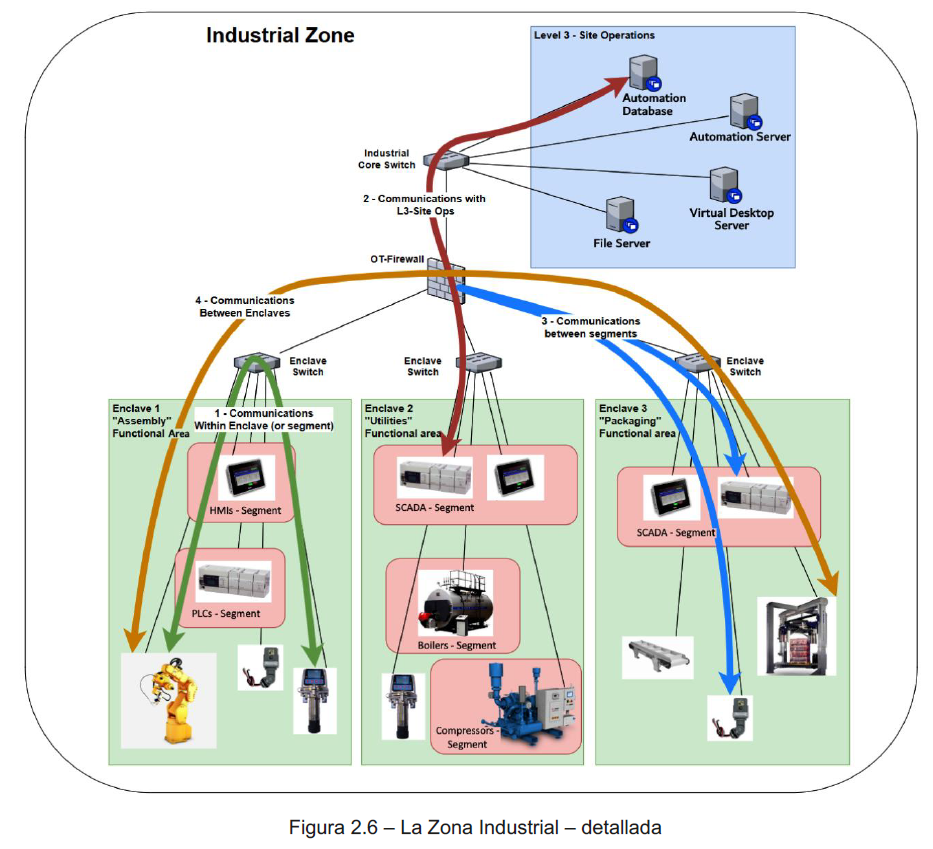 Industrial Zone
Level 3 - Site Operations
Automation
Database
Automation Server
Industrial
Core Switch
2 - Communications with
L3-Site Ops
Virtual Desktop
Server
File Server
OT-Firewall
4 - Communications
Between Enclaves
3 - Communications
between segments
Enclave
Switch
Enclave
Switch
Enclave
Switch
Enclave 1
"Assembly"
Functional Area
1 - Communications
Within Enclave (or segment)
HMIs - Segment
PLCs - Segment
Enclave 2
"Utilities"
Functional area
SCADA - Segment
Boilers - Segment
Compressors -
Segment
Enclave 3
"Packaging"
Functional area
SCADA - Segment
Figura 2.6 – La Zona Industrial – detallada